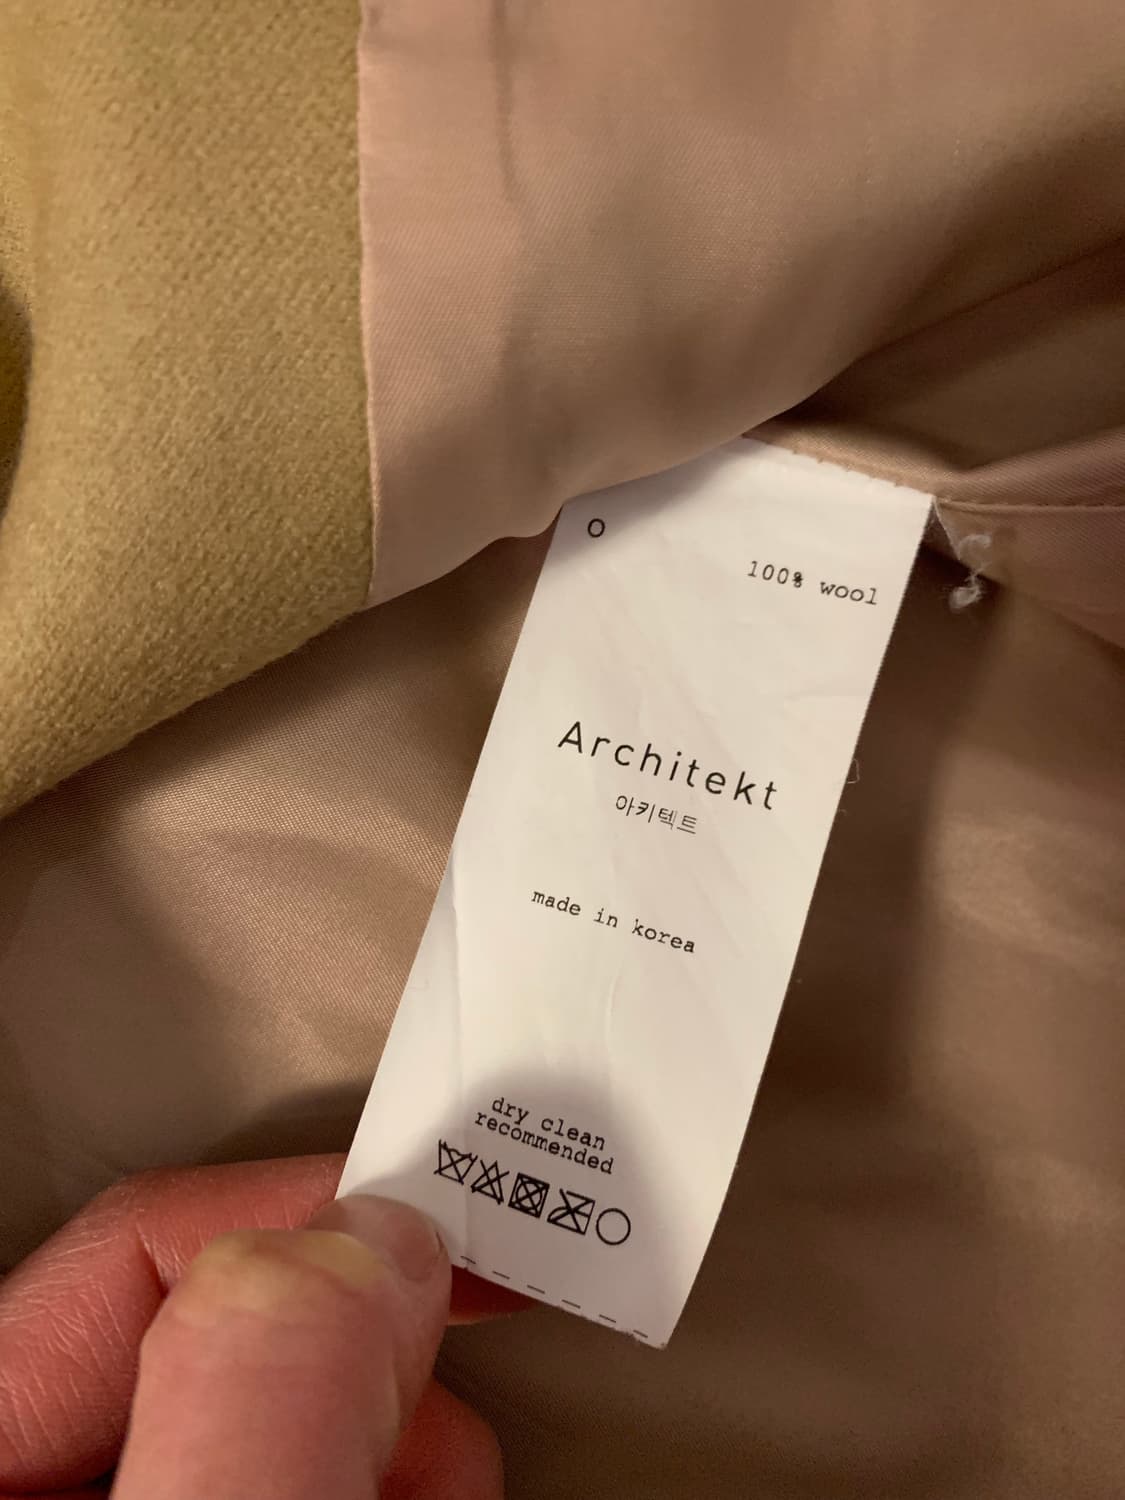 O
100% wool
Architekt
아키텍트
made in korea
dry clean
recommended